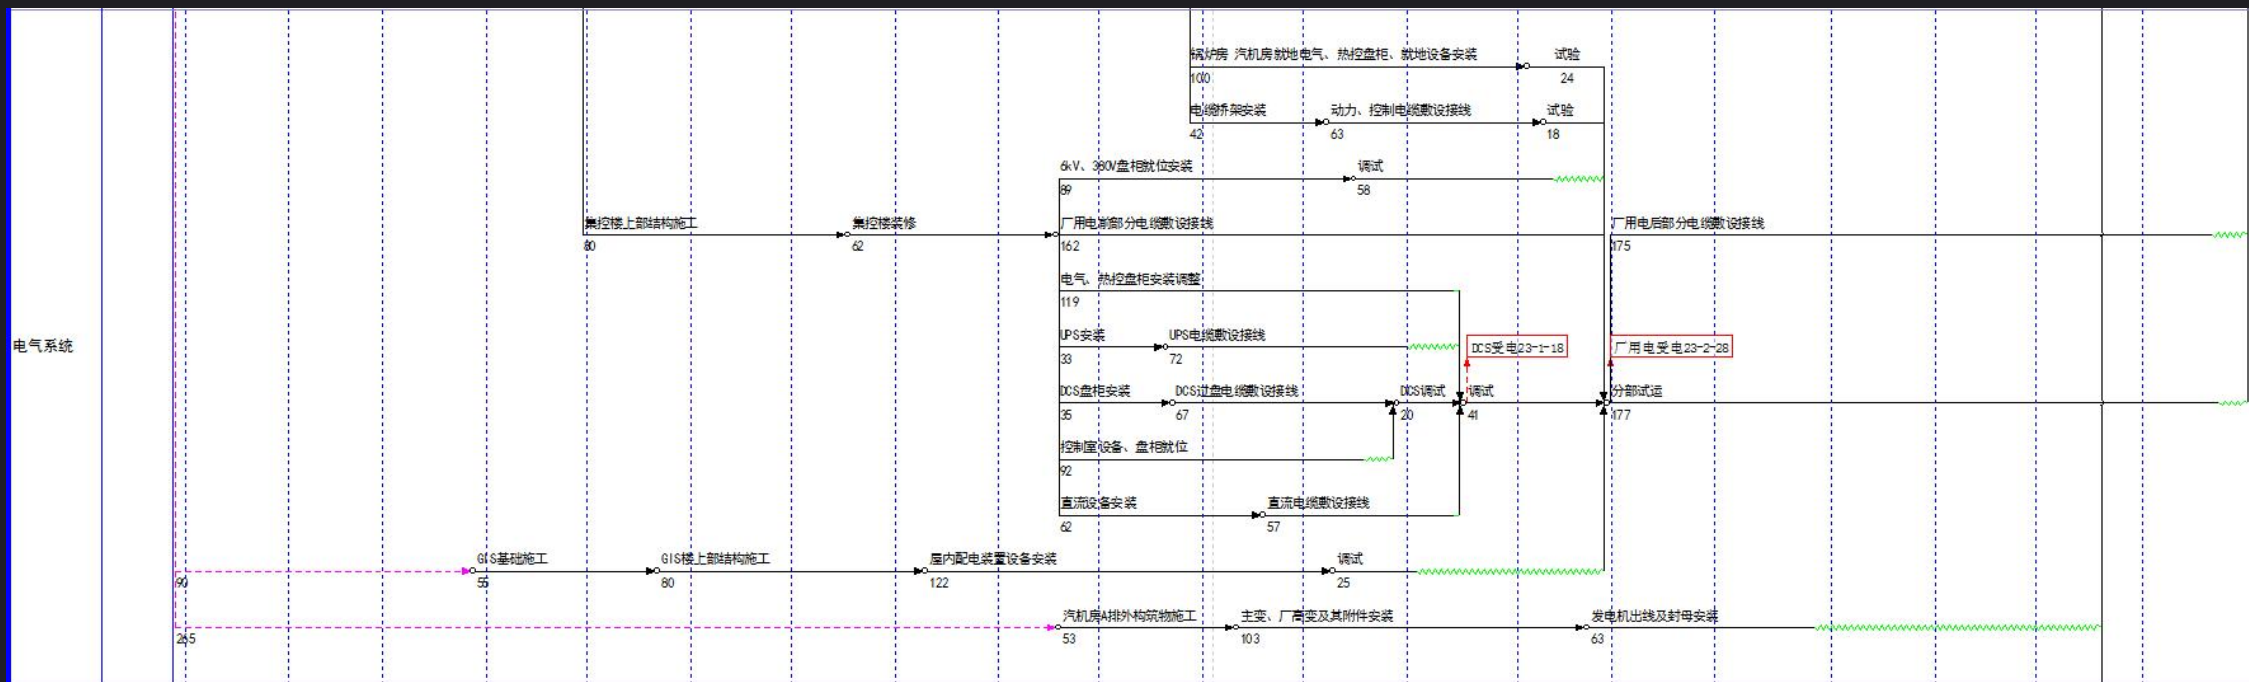 锅炉房 汽机房就地电气、热控盘柜、就地设备安装 试验
100 24
电缆桥架安装 动力、控制电缆敷设接线 试验
42 63 18
6kV、380V盘柜就位安装 调试
89 58
集控楼上部结构施工 集控楼装修 厂用电前部分电缆敷设接线 厂用电后部分电缆敷设接线
80 62 162 175
电气、热控盘柜安装调整
119
UPS安装 UPS电缆敷设接线
电气系统 DCS受电23-1-18 厂用电受电23-2-28
33 72
DCS盘柜安装 DCS过盘电缆敷设接线 DCS调试 调试 分部试运
35 67 20 41 177
控制室设备、盘柜就位
92
直流设备安装 直流电缆敷设接线
62 57
GIS基础施工 GIS楼上部结构施工 屋内配电装置设备安装 调试
90 55 80 122 25
汽机房A排外构筑物施工 主变、厂高变及其附件安装 发电机出线及封母安装
265 53 103 63